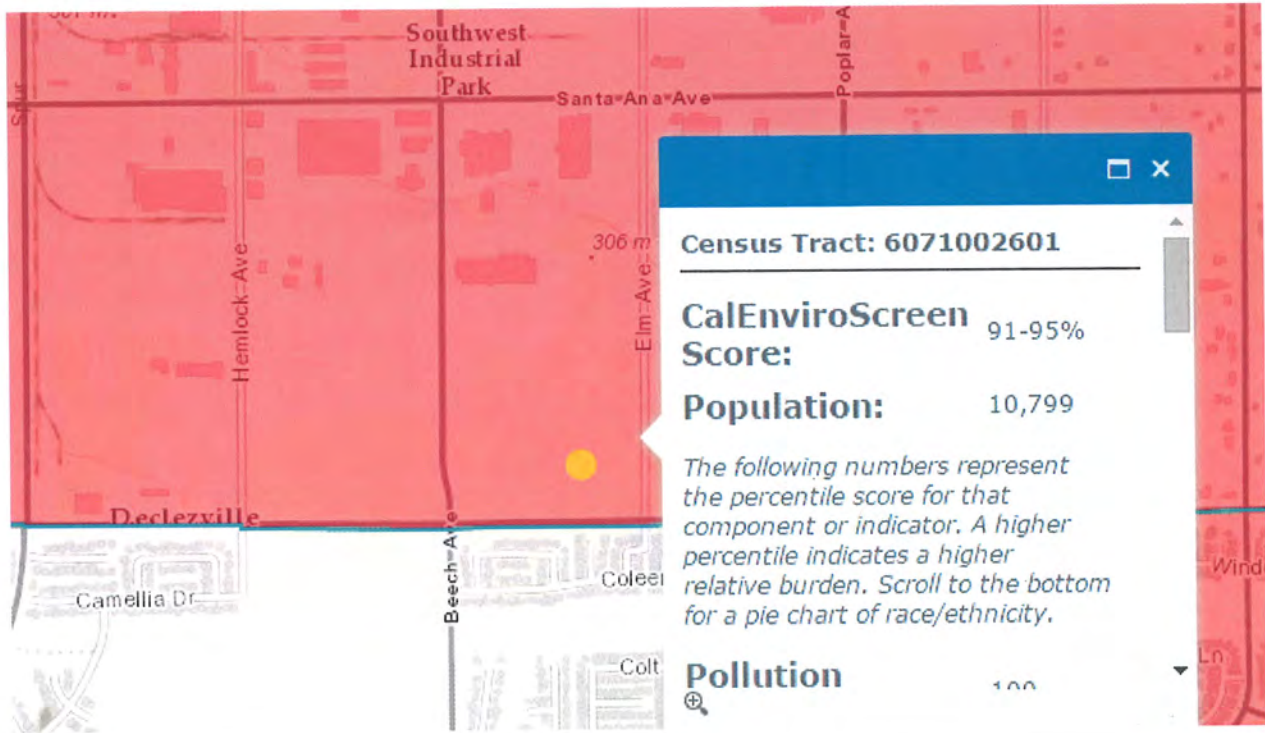 Southwest
Industrial
Park
Santa Ana Ave
Poplar A
Spur
306 m
Hemlock Ave
Elm Ave
Declezville
Beech Ave
Camellia Dr
Coleen
Colt
Wind
Ln
Census Tract: 6071002601
CalEnviroScreen
Score:
91-95%
Population: 10,799
The following numbers represent
the percentile score for that
component or indicator. A higher
percentile indicates a higher
relative burden. Scroll to the bottom
for a pie chart of race/ethnicity.
Pollution 100